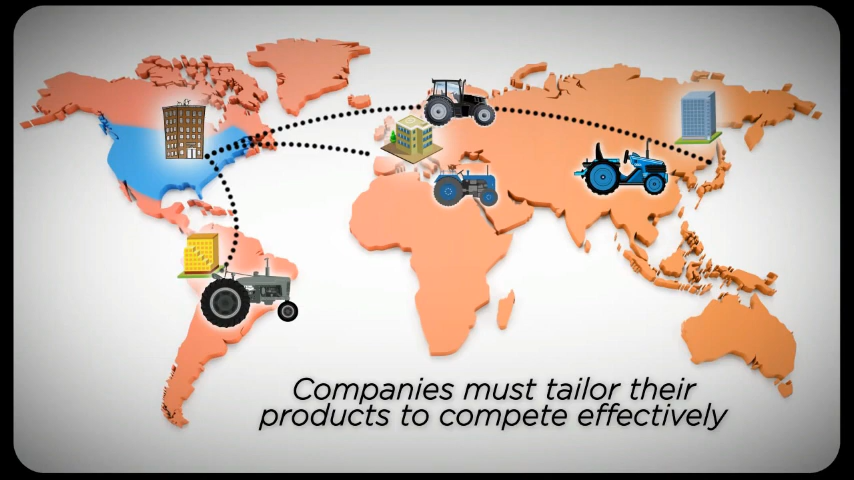 Companies must tailor their
products to compete effectively